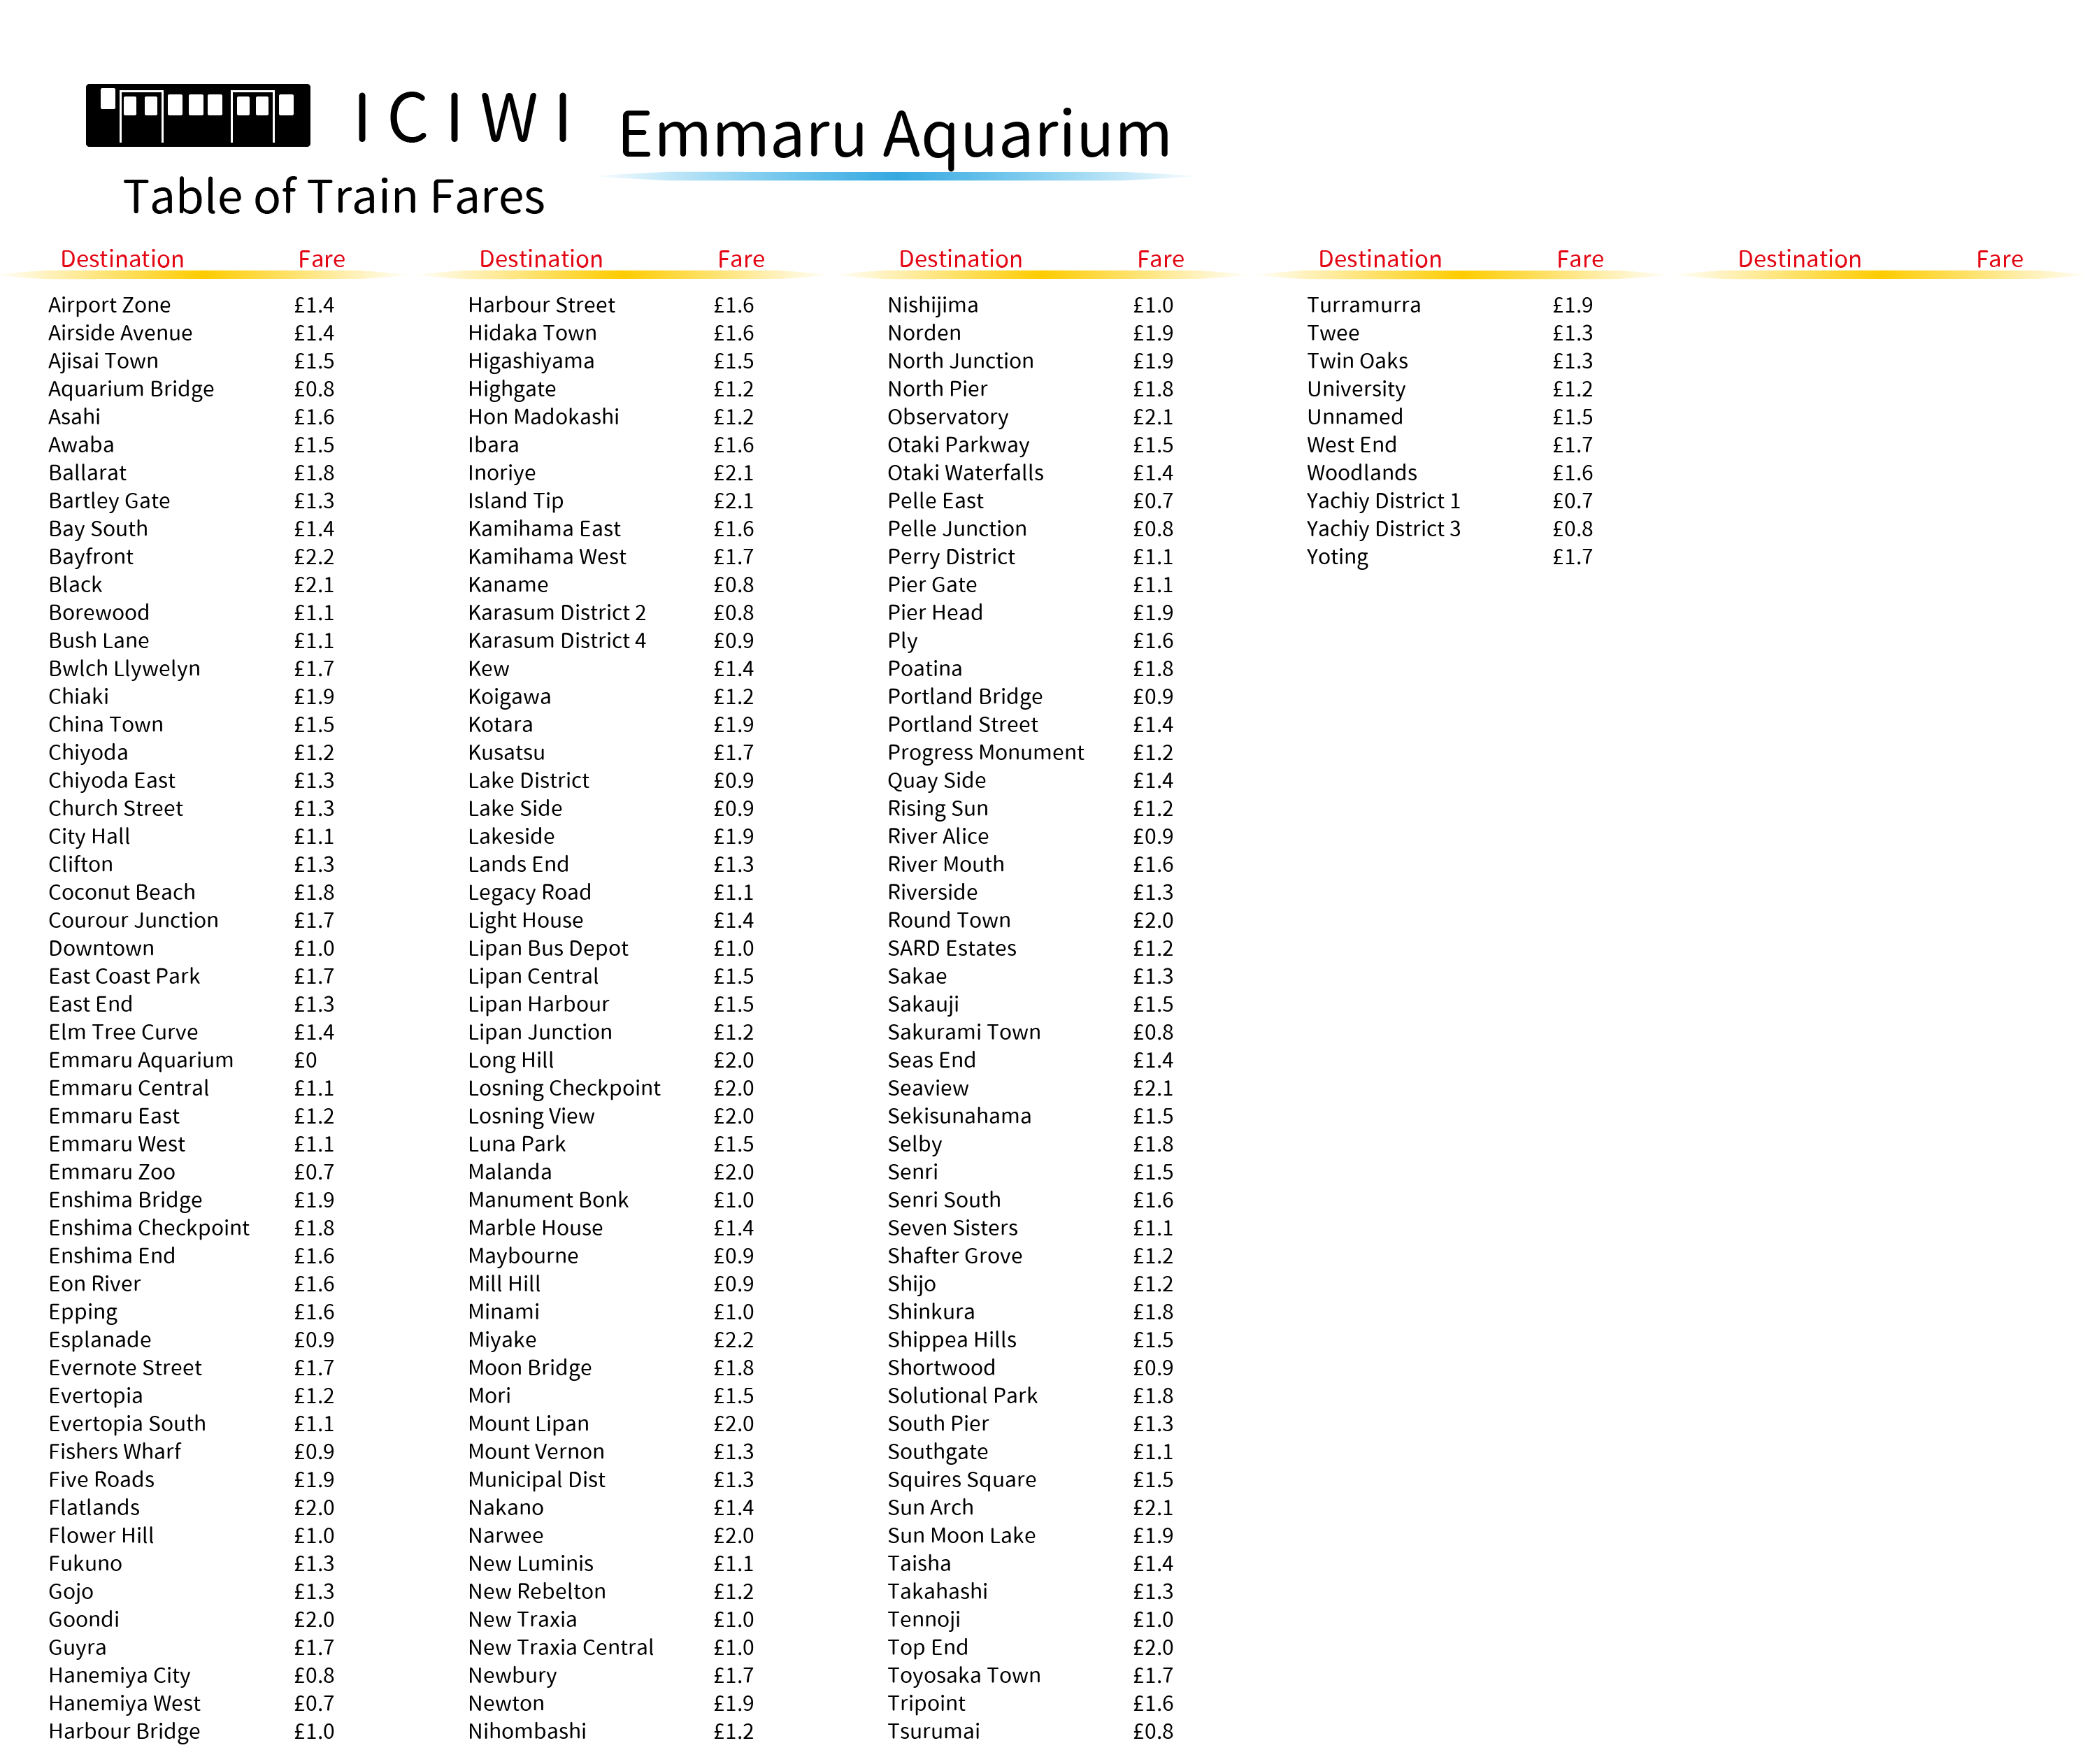 ICIWI
Emmaru Aquarium
Table of Train Fares
Destination Fare
Airport Zone £1.4
Airside Avenue £1.4
Ajisai Town £1.5
Aquarium Bridge £0.8
Asahi £1.6
Awaba £1.5
Ballarat £1.8
Bartley Gate £1.3
Bay South £1.4
Bayfront £2.2
Black £2.1
Borewood £1.1
Bush Lane £1.1
Bwlch Llywelyn £1.7
Chiaki £1.9
China Town £1.5
Chiyoda £1.2
Chiyoda East £1.3
Church Street £1.3
City Hall £1.1
Clifton £1.3
Coconut Beach £1.8
Courour Junction £1.7
Downtown £1.0
East Coast Park £1.7
East End £1.3
Elm Tree Curve £1.4
Emmaru Aquarium £0
Emmaru Central £1.1
Emmaru East £1.2
Emmaru West £1.1
Emmaru Zoo £0.7
Enshima Bridge £1.9
Enshima Checkpoint £1.8
Enshima End £1.6
Eon River £1.6
Epping £1.6
Esplanade £0.9
Evernote Street £1.7
Evertopia £1.2
Evertopia South £1.1
Fishers Wharf £0.9
Five Roads £1.9
Flatlands £2.0
Flower Hill £1.0
Fukuno £1.3
Gojo £1.3
Goondi £2.0
Guyra £1.7
Hanemiya City £0.8
Hanemiya West £0.7
Harbour Bridge £1.0
Destination Fare
Harbour Street £1.6
Hidaka Town £1.6
Higashiyama £1.5
Highgate £1.2
Hon Madokashi £1.2
Ibara £1.6
Inoriye £2.1
Island Tip £2.1
Kamihama East £1.6
Kamihama West £1.7
Kaname £0.8
Karasum District 2 £0.8
Karasum District 4 £0.9
Kew £1.4
Koigawa £1.2
Kotara £1.9
Kusatsu £1.7
Lake District £0.9
Lake Side £0.9
Lakeside £1.9
Lands End £1.3
Legacy Road £1.1
Light House £1.4
Lipan Bus Depot £1.0
Lipan Central £1.5
Lipan Harbour £1.5
Lipan Junction £1.2
Long Hill £2.0
Losning Checkpoint £2.0
Losning View £2.0
Luna Park £1.5
Malanda £2.0
Manument Bonk £1.0
Marble House £1.4
Maybourne £0.9
Mill Hill £0.9
Minami £1.0
Miyake £2.2
Moon Bridge £1.8
Mori £1.5
Mount Lipan £2.0
Mount Vernon £1.3
Municipal Dist £1.3
Nakano £1.4
Narwee £2.0
New Luminis £1.1
New Rebelton £1.2
New Traxia £1.0
New Traxia Central £1.0
Newbury £1.7
Newton £1.9
Nihombashi £1.2
Destination Fare
Nishijima £1.0
Norden £1.9
North Junction £1.9
North Pier £1.8
Observatory £2.1
Otaki Parkway £1.5
Otaki Waterfalls £1.4
Pelle East £0.7
Pelle Junction £0.8
Perry District £1.1
Pier Gate £1.1
Pier Head £1.9
Ply £1.6
Poatina £1.8
Portland Bridge £0.9
Portland Street £1.4
Progress Monument £1.2
Quay Side £1.4
Rising Sun £1.2
River Alice £0.9
River Mouth £1.6
Riverside £1.3
Round Town £2.0
SARD Estates £1.2
Sakae £1.3
Sakauji £1.5
Sakurami Town £0.8
Seas End £1.4
Seaview £2.1
Sekisunahama £1.5
Selby £1.8
Senri £1.5
Senri South £1.6
Seven Sisters £1.1
Shafter Grove £1.2
Shijo £1.2
Shinkura £1.8
Shippea Hills £1.5
Shortwood £0.9
Solutional Park £1.8
South Pier £1.3
Southgate £1.1
Squires Square £1.5
Sun Arch £2.1
Sun Moon Lake £1.9
Taisha £1.4
Takahashi £1.3
Tennoji £1.0
Top End £2.0
Toyosaka Town £1.7
Tripoint £1.6
Tsurumai £0.8
Destination Fare
Turramurra £1.9
Twee £1.3
Twin Oaks £1.3
University £1.2
Unnamed £1.5
West End £1.7
Woodlands £1.6
Yachiy District 1 £0.7
Yachiy District 3 £0.8
Yoting £1.7
Destination Fare